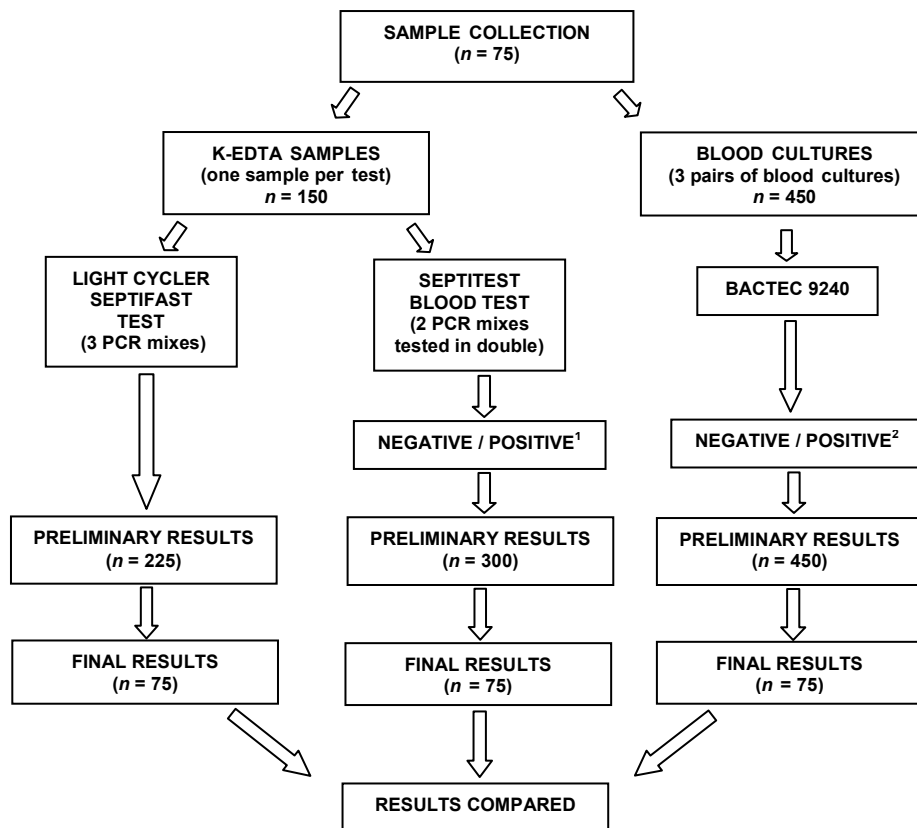 SAMPLE COLLECTION
(n = 75)
K-EDTA SAMPLES
(one sample per test)
n = 150
BLOOD CULTURES
(3 pairs of blood cultures)
n = 450
LIGHT CYCLER
SEPTIFAST
TEST
(3 PCR mixes)
SEPTITEST
BLOOD TEST
(2 PCR mixes
tested in double)
BACTEC 9240
NEGATIVE / POSITIVE¹
NEGATIVE / POSITIVE²
PRELIMINARY RESULTS
(n = 225)
PRELIMINARY RESULTS
(n = 300)
PRELIMINARY RESULTS
(n = 450)
FINAL RESULTS
(n = 75)
FINAL RESULTS
(n = 75)
FINAL RESULTS
(n = 75)
RESULTS COMPARED